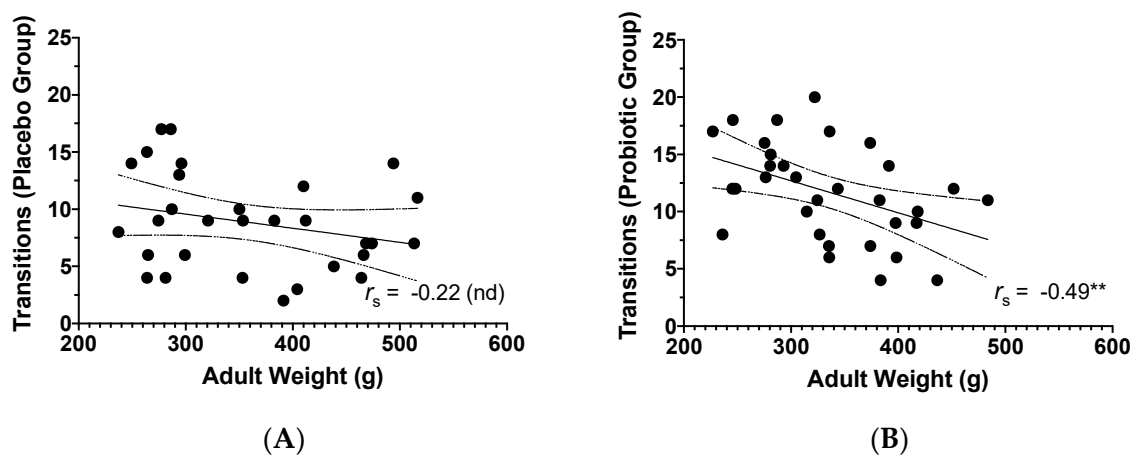 Transitions (Placebo Group)
25
20
15
10
5
0
200 300 400 500 600
Adult Weight (g)
rs = -0.22 (nd)
(A)
Transitions (Probiotic Group)
25
20
15
10
5
0
200 300 400 500 600
Adult Weight (g)
rs = -0.49**
(B)